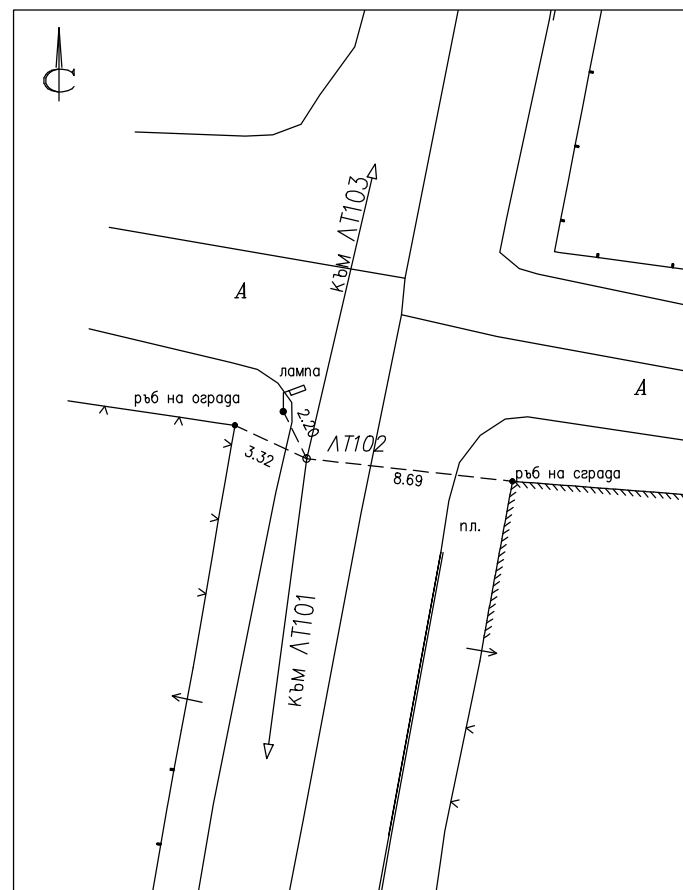 С
към ЛТ103
А
лампа
А
ръб на ограда
2.20
ЛТ102
3.32
8.69
ръб на сграда
пл.
към ЛТ101